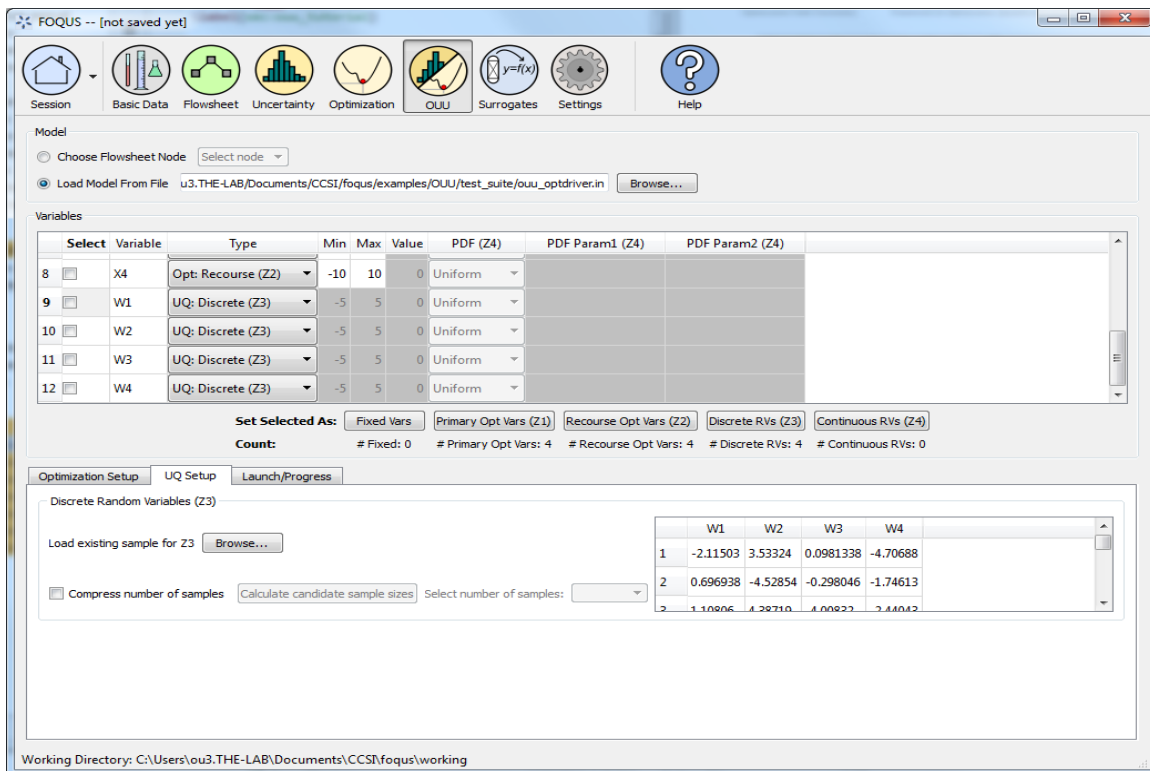 FOQUS -- [not saved yet]
y=f(x)
Session Basic Data Flowsheet Uncertainty Optimization OUU Surrogates Settings Help
Model
Choose Flowsheet Node Select node
Load Model From File u3.THE-LAB/Documents/CCSI/foqus/examples/OUU/test_suite/ouu_optdriver.in Browse...
Variables
Select Variable Type Min Max Value PDF (Z4) PDF Param1 (Z4) PDF Param2 (Z4)
8 X4 Opt: Recourse (Z2) -10 10 0 Uniform
9 W1 UQ: Discrete (Z3) -5 5 0 Uniform
10 W2 UQ: Discrete (Z3) -5 5 0 Uniform
11 W3 UQ: Discrete (Z3) -5 5 0 Uniform
12 W4 UQ: Discrete (Z3) -5 5 0 Uniform
Set Selected As: Fixed Vars Primary Opt Vars (Z1) Recourse Opt Vars (Z2) Discrete RVs (Z3) Continuous RVs (Z4)
Count: # Fixed: 0 # Primary Opt Vars: 4 # Recourse Opt Vars: 4 # Discrete RVs: 4 # Continuous RVs: 0
Optimization Setup UQ Setup Launch/Progress
Discrete Random Variables (Z3)
Load existing sample for Z3 Browse...
Compress number of samples Calculate candidate sample sizes Select number of samples:
W1 W2 W3 W4
1 -2.11503 3.53324 0.0981338 -4.70688
2 0.696938 -4.52854 -0.298046 -1.74613
Working Directory: C:\Users\ou3.THE-LAB\Documents\CCSI\foqus\working